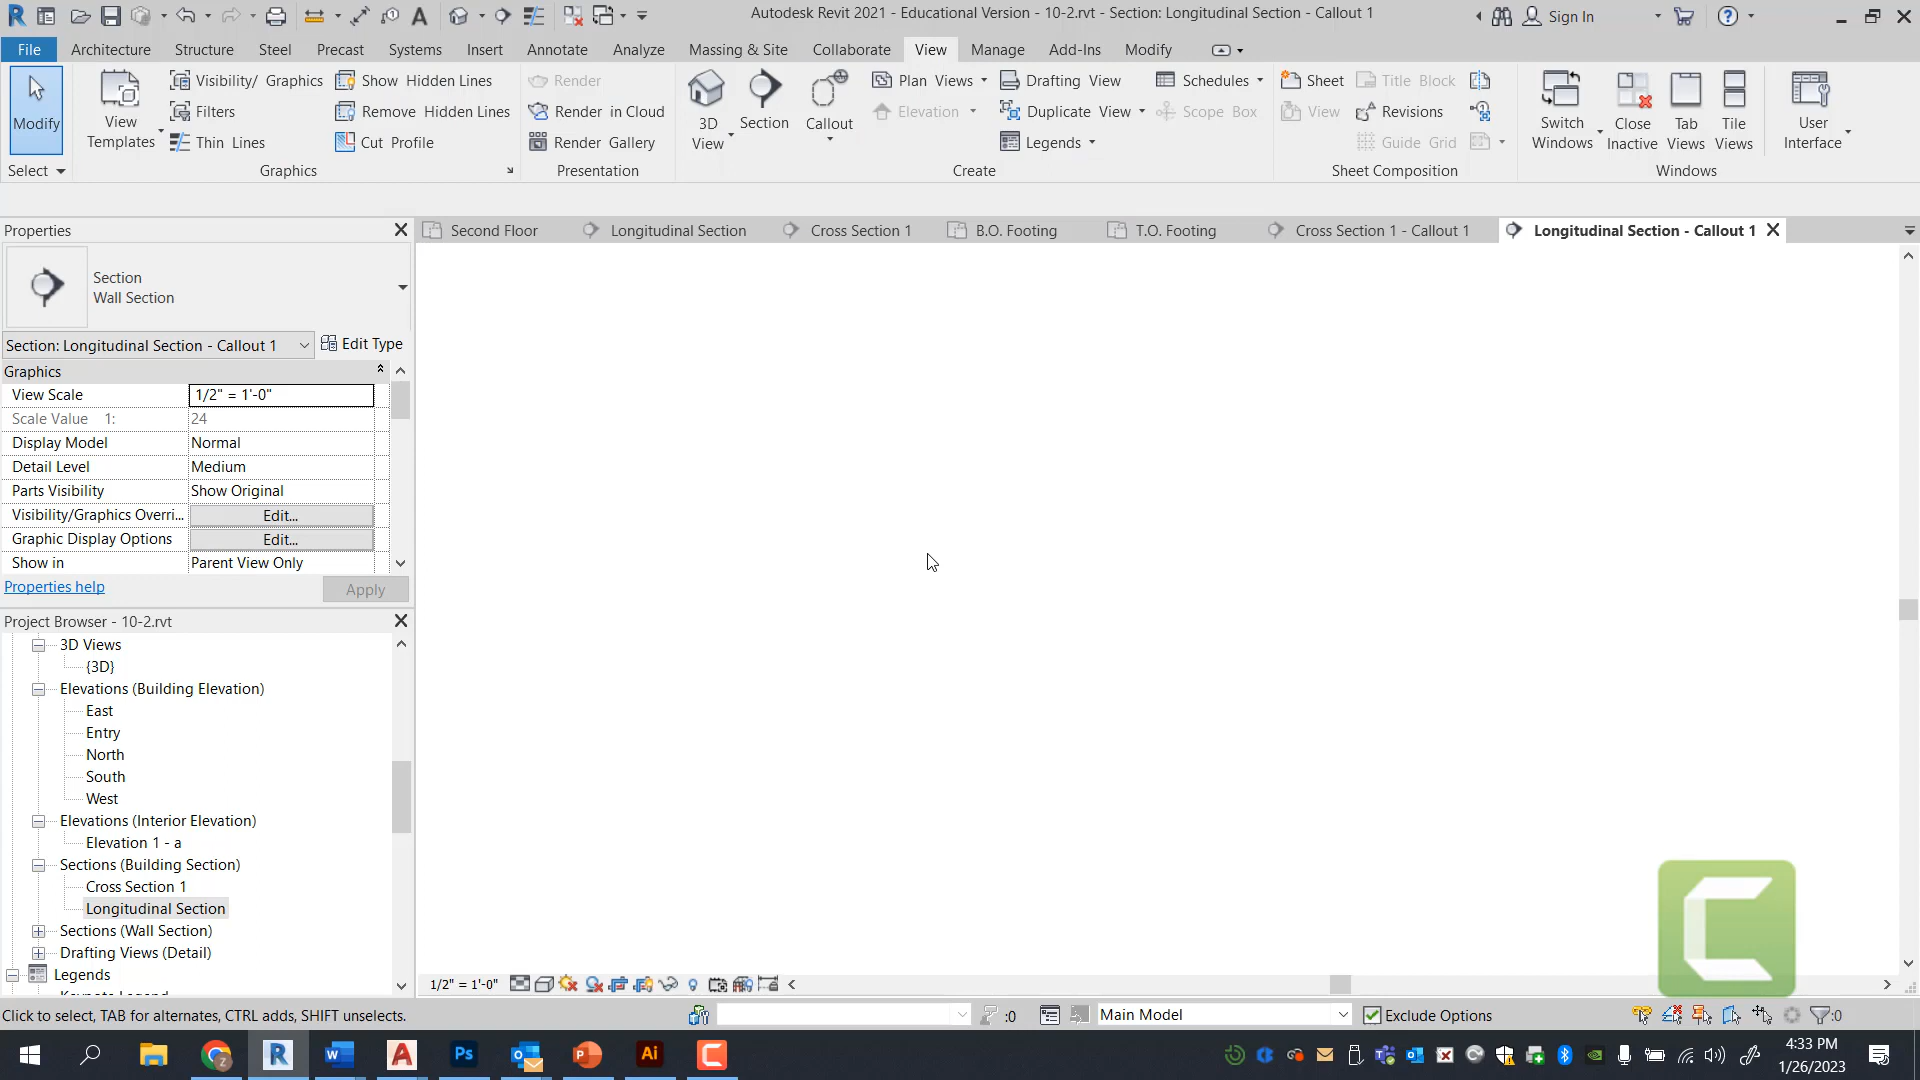 Autodesk Revit 2021 - Educational Version - 10-2.rvt - Section: Longitudinal Section - Callout 1
Sign In
File Architecture Structure Steel Precast Systems Insert Annotate Analyze Massing & Site Collaborate View Manage Add-Ins Modify
Modify
View Templates
Visibility/ Graphics
Filters
Thin Lines
Show Hidden Lines
Remove Hidden Lines
Cut Profile
Render
Render in Cloud
Render Gallery
3D View
Section
Callout
Plan Views
Elevation
Drafting View
Duplicate View
Legends
Schedules
Scope Box
Sheet
View
Title Block
Revisions
Guide Grid
Switch Windows
Close Inactive
Tab Views
Tile Views
User Interface
Select Graphics Presentation Create Sheet Composition Windows
Properties
Second Floor Longitudinal Section Cross Section 1 B.O. Footing T.O. Footing Cross Section 1 - Callout 1 Longitudinal Section - Callout 1
Section
Wall Section
Section: Longitudinal Section - Callout 1 Edit Type
Graphics
View Scale 1/2" = 1'-0"
Scale Value 1: 24
Display Model Normal
Detail Level Medium
Parts Visibility Show Original
Visibility/Graphics Overri... Edit...
Graphic Display Options Edit...
Show in Parent View Only
Properties help Apply
Project Browser - 10-2.rvt
3D Views
{3D}
Elevations (Building Elevation)
East
Entry
North
South
West
Elevations (Interior Elevation)
Elevation 1 - a
Sections (Building Section)
Cross Section 1
Longitudinal Section
Sections (Wall Section)
Drafting Views (Detail)
Legends
1/2" = 1'-0"
Click to select, TAB for alternates, CTRL adds, SHIFT unselects.
:0
Main Model
Exclude Options
:0
4:33 PM
1/26/2023